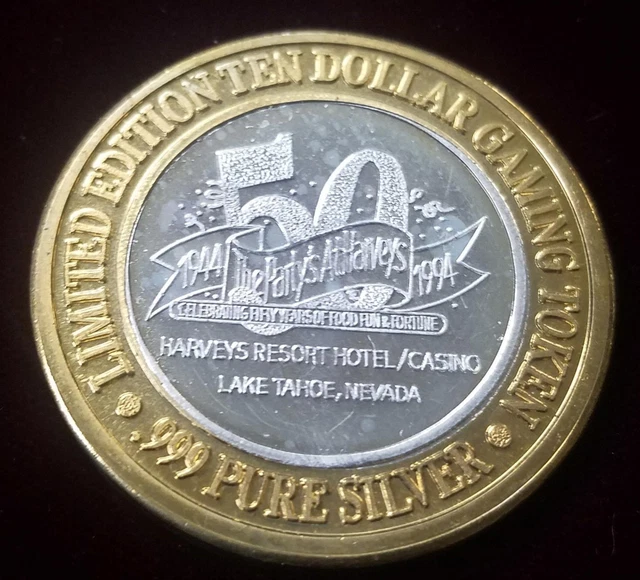 LIMITED EDITION TEN DOLLAR GAMING TOKEN
50
1944 The Party's At Harveys 1994
CELEBRATING FIFTY YEARS OF FOOD FUN & FORTUNE
HARVEYS RESORT HOTEL/CASINO
LAKE TAHOE, NEVADA
.999 PURE SILVER